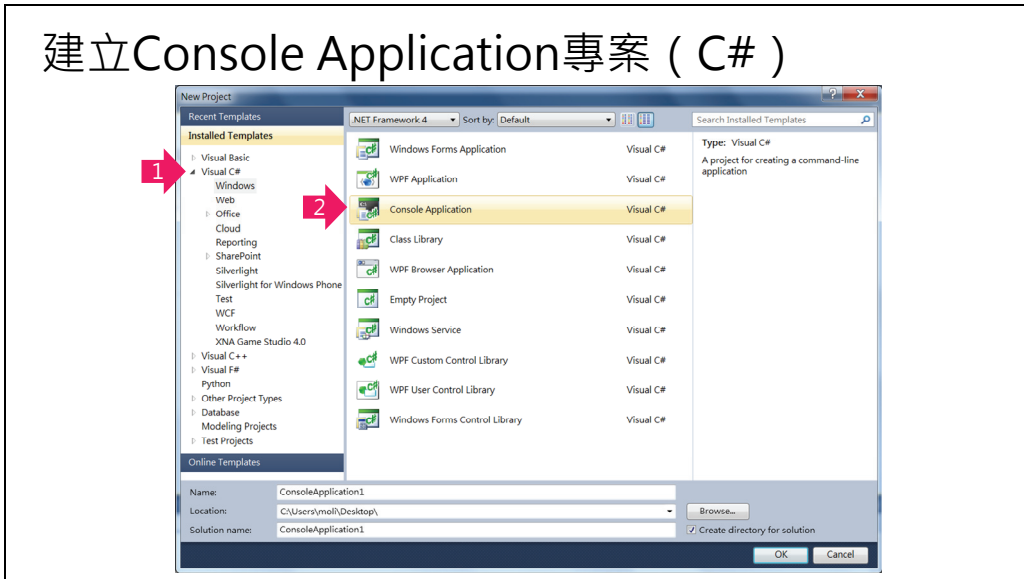 建立Console Application專案（C#）
New Project
Recent Templates
Installed Templates
Visual Basic
Visual C#
Windows
Web
Office
Cloud
Reporting
SharePoint
Silverlight
Silverlight for Windows Phone
Test
WCF
Workflow
XNA Game Studio 4.0
Visual C++
Visual F#
Python
Other Project Types
Database
Modeling Projects
Test Projects
Online Templates
1
2
.NET Framework 4 Sort by: Default
Windows Forms Application Visual C#
WPF Application Visual C#
Console Application Visual C#
Class Library Visual C#
WPF Browser Application Visual C#
Empty Project Visual C#
Windows Service Visual C#
WPF Custom Control Library Visual C#
WPF User Control Library Visual C#
Windows Forms Control Library Visual C#
Search Installed Templates
Type: Visual C#
A project for creating a command-line
application
Name: ConsoleApplication1
Location: C:\Users\moli\Desktop\ Browse...
Solution name: ConsoleApplication1 Create directory for solution
OK Cancel